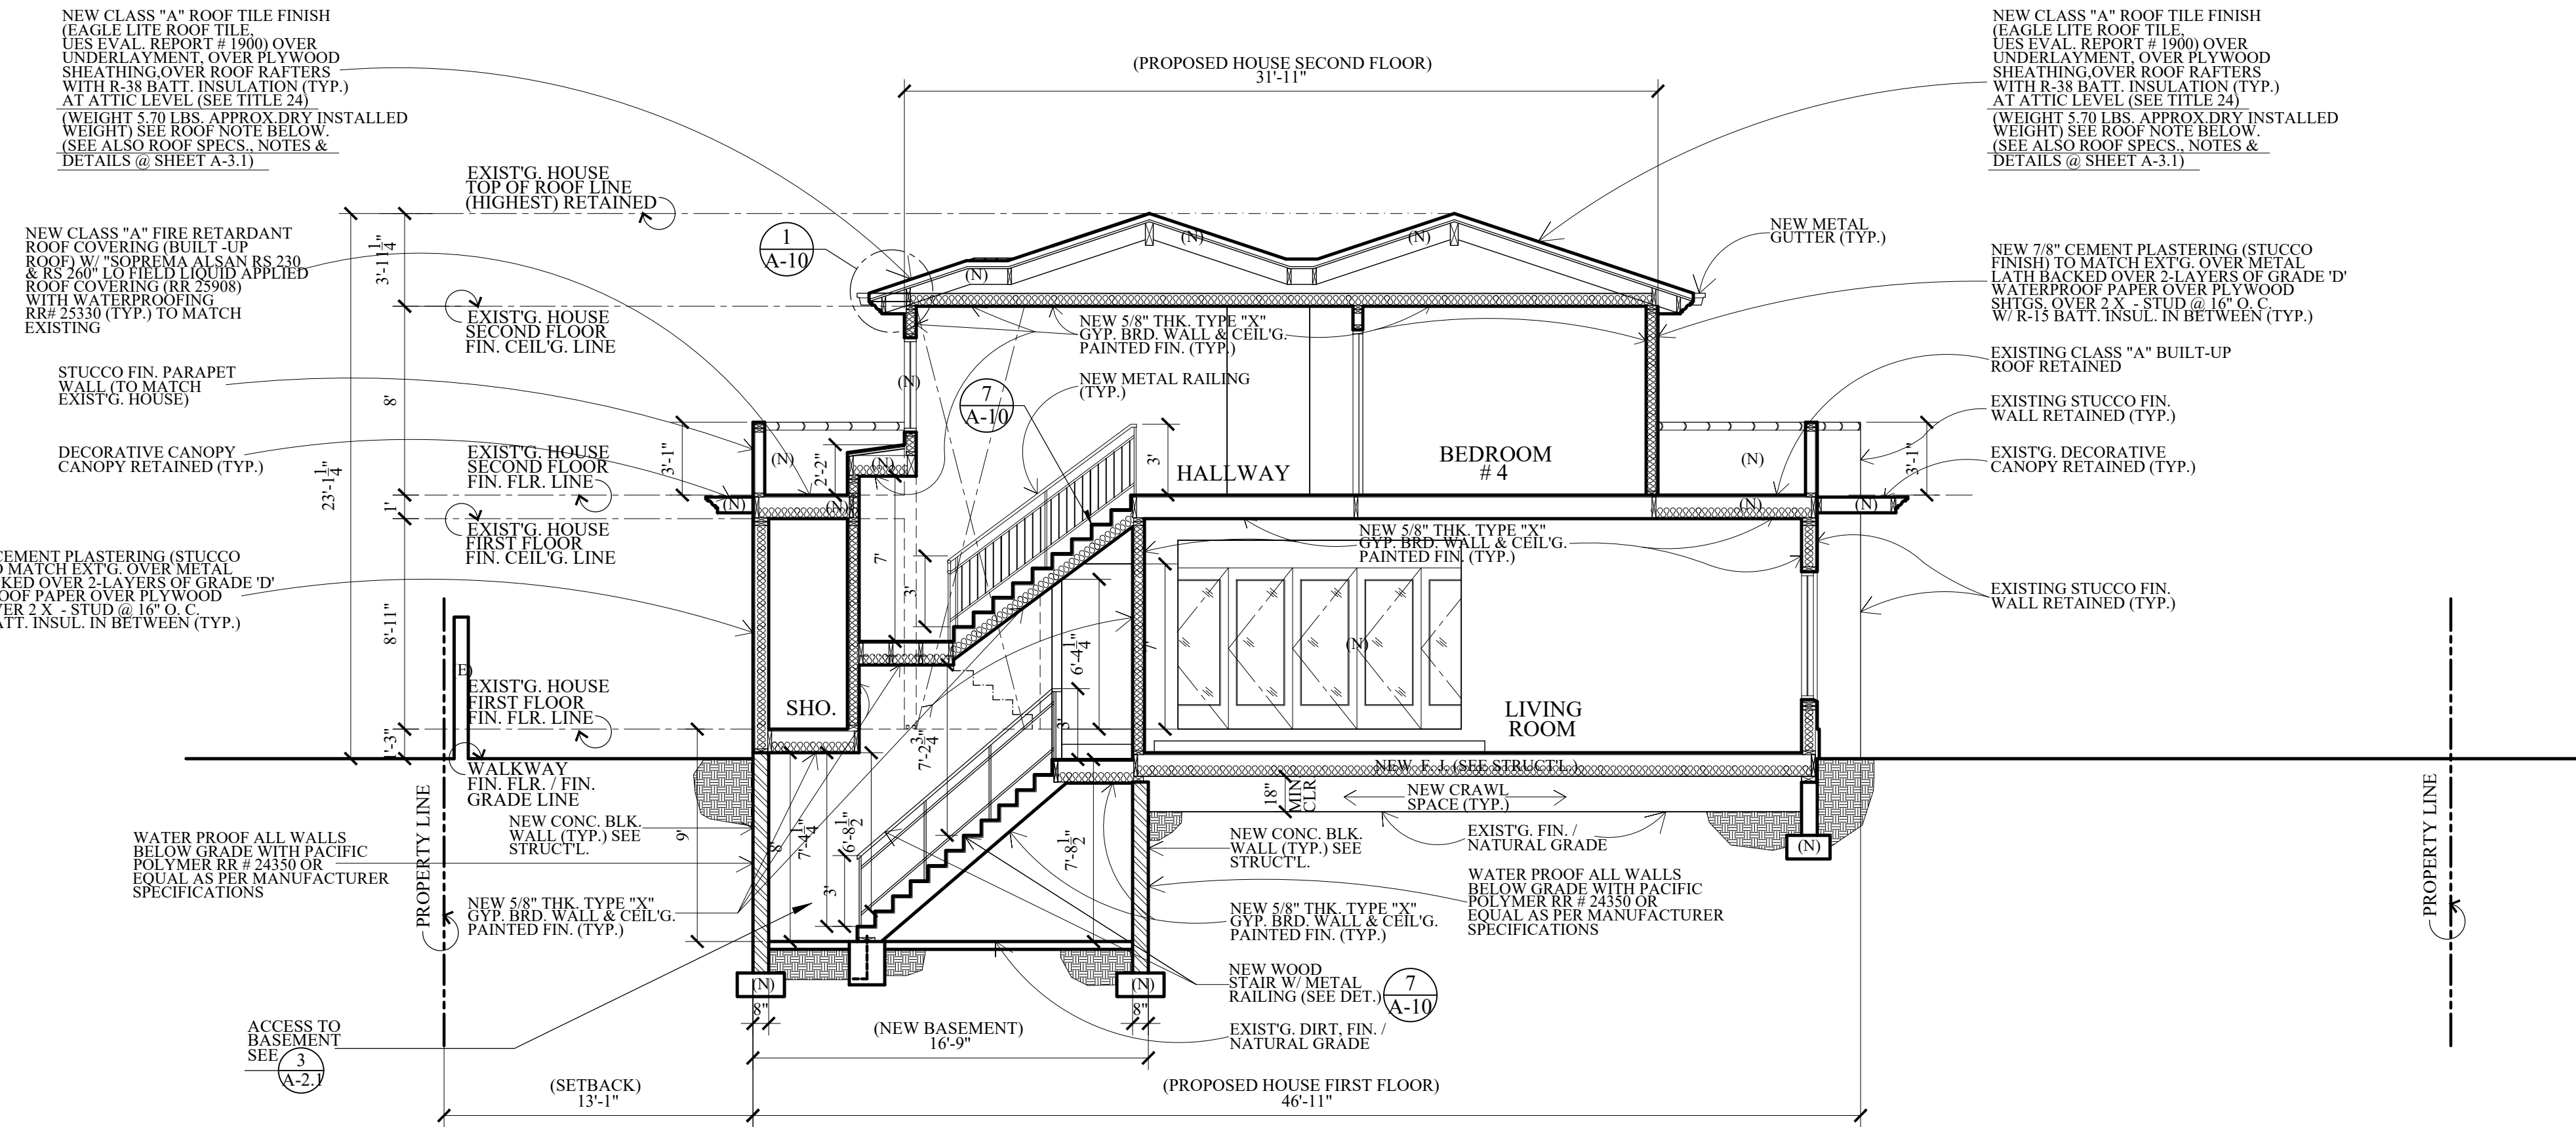 NEW CLASS "A" ROOF TILE FINISH
(EAGLE LITE ROOF TILE,
UES EVAL. REPORT # 1900) OVER
UNDERLAYMENT, OVER PLYWOOD
SHEATHING,OVER ROOF RAFTERS
WITH R-38 BATT. INSULATION (TYP.)
AT ATTIC LEVEL (SEE TITLE 24)
(WEIGHT 5.70 LBS. APPROX.DRY INSTALLED
WEIGHT) SEE ROOF NOTE BELOW.
(SEE ALSO ROOF SPECS., NOTES &
DETAILS @ SHEET A-3.1)
(PROPOSED HOUSE SECOND FLOOR)
31'-11"
NEW CLASS "A" ROOF TILE FINISH
(EAGLE LITE ROOF TILE,
UES EVAL. REPORT # 1900) OVER
UNDERLAYMENT, OVER PLYWOOD
SHEATHING,OVER ROOF RAFTERS
WITH R-38 BATT. INSULATION (TYP.)
AT ATTIC LEVEL (SEE TITLE 24)
(WEIGHT 5.70 LBS. APPROX.DRY INSTALLED
WEIGHT) SEE ROOF NOTE BELOW.
(SEE ALSO ROOF SPECS., NOTES &
DETAILS @ SHEET A-3.1)
EXIST'G. HOUSE
TOP OF ROOF LINE
(HIGHEST) RETAINED
NEW CLASS "A" FIRE RETARDANT
ROOF COVERING (BUILT -UP
ROOF) W/ "SOPREMA ALSAN RS 230
& RS 260" LO FIELD LIQUID APPLIED
ROOF COVERING (RR 25908)
WITH WATERPROOFING
RR# 25330 (TYP.) TO MATCH
EXISTING
3'-11 1/4"
1
A-10
(N)
(N)
(N)
NEW METAL
GUTTER (TYP.)
NEW 7/8" CEMENT PLASTERING (STUCCO
FINISH) TO MATCH EXT'G. OVER METAL
LATH BACKED OVER 2-LAYERS OF GRADE 'D'
WATERPROOF PAPER OVER PLYWOOD
SHTGS. OVER 2 X - STUD @ 16" O. C.
W/ R-15 BATT. INSUL. IN BETWEEN (TYP.)
EXIST'G. HOUSE
SECOND FLOOR
FIN. CEIL'G. LINE
NEW 5/8" THK. TYPE "X"
GYP. BRD. WALL & CEIL'G.
PAINTED FIN. (TYP.)
NEW METAL RAILING
(TYP.)
7
A-10
(N)
EXISTING CLASS "A" BUILT-UP
ROOF RETAINED
STUCCO FIN. PARAPET
WALL (TO MATCH
EXIST'G. HOUSE)
8'
EXISTING STUCCO FIN.
WALL RETAINED (TYP.)
DECORATIVE CANOPY
CANOPY RETAINED (TYP.)
EXIST'G. HOUSE
SECOND FLOOR
FIN. FLR. LINE
23'-1 1/4"
3'-1"
(N)
2'-2"
(N)
3'
HALLWAY
BEDROOM
# 4
(N)
3'-1"
EXIST'G. DECORATIVE
CANOPY RETAINED (TYP.)
1'
(N)
(N)
(N)
(N)
EXIST'G. HOUSE
FIRST FLOOR
FIN. CEIL'G. LINE
NEW 5/8" THK. TYPE "X"
GYP. BRD. WALL & CEIL'G.
PAINTED FIN. (TYP.)
CEMENT PLASTERING (STUCCO
MATCH EXT'G. OVER METAL
KED OVER 2-LAYERS OF GRADE 'D'
OOF PAPER OVER PLYWOOD
ER 2 X - STUD @ 16" O. C.
ATT. INSUL. IN BETWEEN (TYP.)
8'-11"
7'
3'
6'-4 1/4"
7'
(N)
EXISTING STUCCO FIN.
WALL RETAINED (TYP.)
E)
EXIST'G. HOUSE
FIRST FLOOR
FIN. FLR. LINE
SHO.
LIVING
ROOM
1'-3"
7'-2 3/4"
3'
WALKWAY
FIN. FLR. / FIN.
GRADE LINE
NEW F. J. (SEE STRUCT'L.)
18"
MIN
CLR
NEW CRAWL
SPACE (TYP.)
PROPERTY LINE
PROPERTY LINE
NEW CONC. BLK.
WALL (TYP.) SEE
STRUCT'L.
9'
8'
7'-4 1/4"
6'-8 1/2"
3'
7'-8 1/2"
NEW CONC. BLK.
WALL (TYP.) SEE
STRUCT'L.
EXIST'G. FIN. /
NATURAL GRADE
(N)
WATER PROOF ALL WALLS
BELOW GRADE WITH PACIFIC
POLYMER RR # 24350 OR
EQUAL AS PER MANUFACTURER
SPECIFICATIONS
WATER PROOF ALL WALLS
BELOW GRADE WITH PACIFIC
POLYMER RR # 24350 OR
EQUAL AS PER MANUFACTURER
SPECIFICATIONS
NEW 5/8" THK. TYPE "X"
GYP. BRD. WALL & CEIL'G.
PAINTED FIN. (TYP.)
NEW 5/8" THK. TYPE "X"
GYP. BRD. WALL & CEIL'G.
PAINTED FIN. (TYP.)
(N)
(N)
NEW WOOD
STAIR W/ METAL
RAILING (SEE DET.)
7
A-10
8"
8"
ACCESS TO
BASEMENT
SEE
3
A-2.1
(NEW BASEMENT)
16'-9"
EXIST'G. DIRT, FIN. /
NATURAL GRADE
(SETBACK)
13'-1"
(PROPOSED HOUSE FIRST FLOOR)
46'-11"